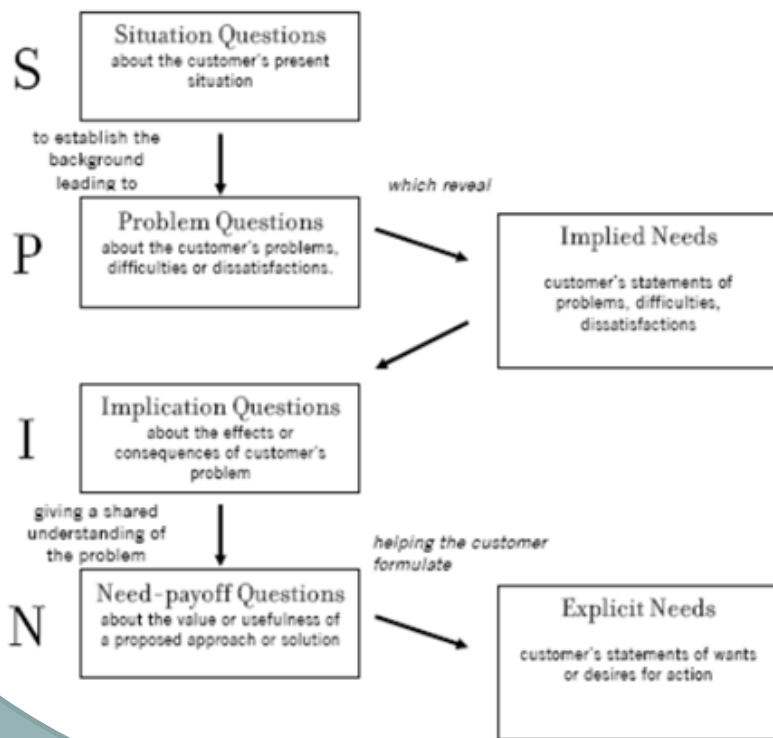 S
Situation Questions
about the customer's present
situation
to establish the
background
leading to
which reveal
P
Problem Questions
about the customer's problems,
difficulties or dissatisfactions.
Implied Needs
customer's statements of
problems, difficulties,
dissatisfactions
I
Implication Questions
about the effects or
consequences of customer's
problem
giving a shared
understanding of
the problem
helping the customer
formulate
N
Need-payoff Questions
about the value or usefulness of
a proposed approach or solution
Explicit Needs
customer's statements of wants
or desires for action